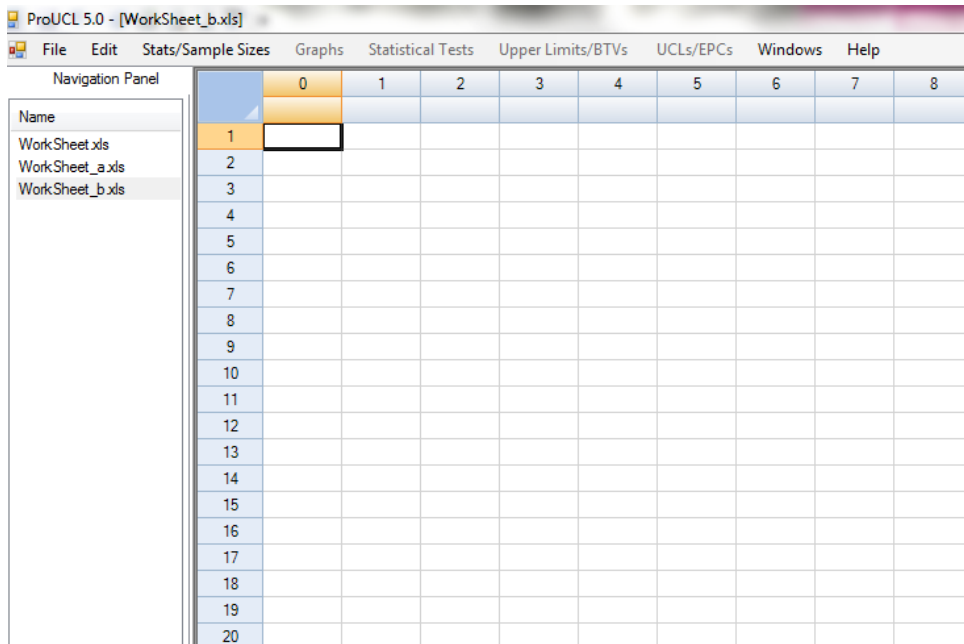 ProUCL 5.0 - [WorkSheet_b.xls]
File Edit Stats/Sample Sizes Graphs Statistical Tests Upper Limits/BTVs UCLs/EPCs Windows Help
Navigation Panel
Name
WorkSheet.xls
WorkSheet_a.xls
WorkSheet_b.xls
0 1 2 3 4 5 6 7 8
1
2
3
4
5
6
7
8
9
10
11
12
13
14
15
16
17
18
19
20